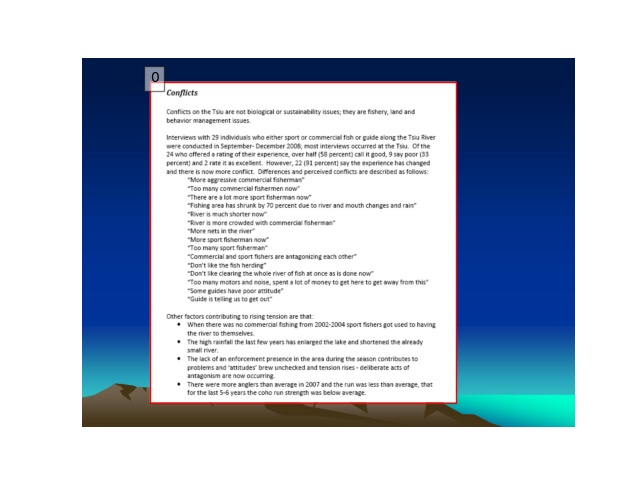 0
Conflicts
Conflicts on the Tsiu are not biological or sustainability issues; they are fishery, land and
behavior management issues.
Interviews with 29 individuals who either sport or commercial fish or guide along the Tsiu River
were conducted in September- December 2008; most interviews occurred at the Tsiu. Of the
24 who offered a rating of their experience, over half (58 percent) call it good, 9 say poor (33
percent) and 2 rate it as excellent. However, 22 (91 percent) say the experience has changed
and there is now more conflict. Differences and perceived conflicts are described as follows:
"More aggressive commercial fisherman"
"Too many commercial fishermen now"
"There are a lot more sport fisherman now"
"Fishing area has shrunk by 70 percent due to river and mouth changes and rain"
"River is much shorter now"
"River is more crowded with commercial fisherman"
"More nets in the river"
"More sport fisherman now"
"Too many sport fisherman"
"Commercial and sport fishers are antagonizing each other"
"Don't like the fish herding"
"Don't like clearing the whole river of fish at once as is done now"
"Too many motors and noise, spent a lot of money to get here to get away from this"
"Some guides have poor attitude"
"Guide is telling us to get out"
Other factors contributing to rising tension are that:
• When there was no commercial fishing from 2002-2004 sport fishers got used to having
the river to themselves.
• The high rainfall the last few years has enlarged the lake and shortened the already
small river.
• The lack of an enforcement presence in the area during the season contributes to
problems and 'attitudes' brew unchecked and tension rises - deliberate acts of
antagonism are now occurring.
• There were more anglers than average in 2007 and the run was less than average, that
for the last 5-6 years the coho run strength was below average.